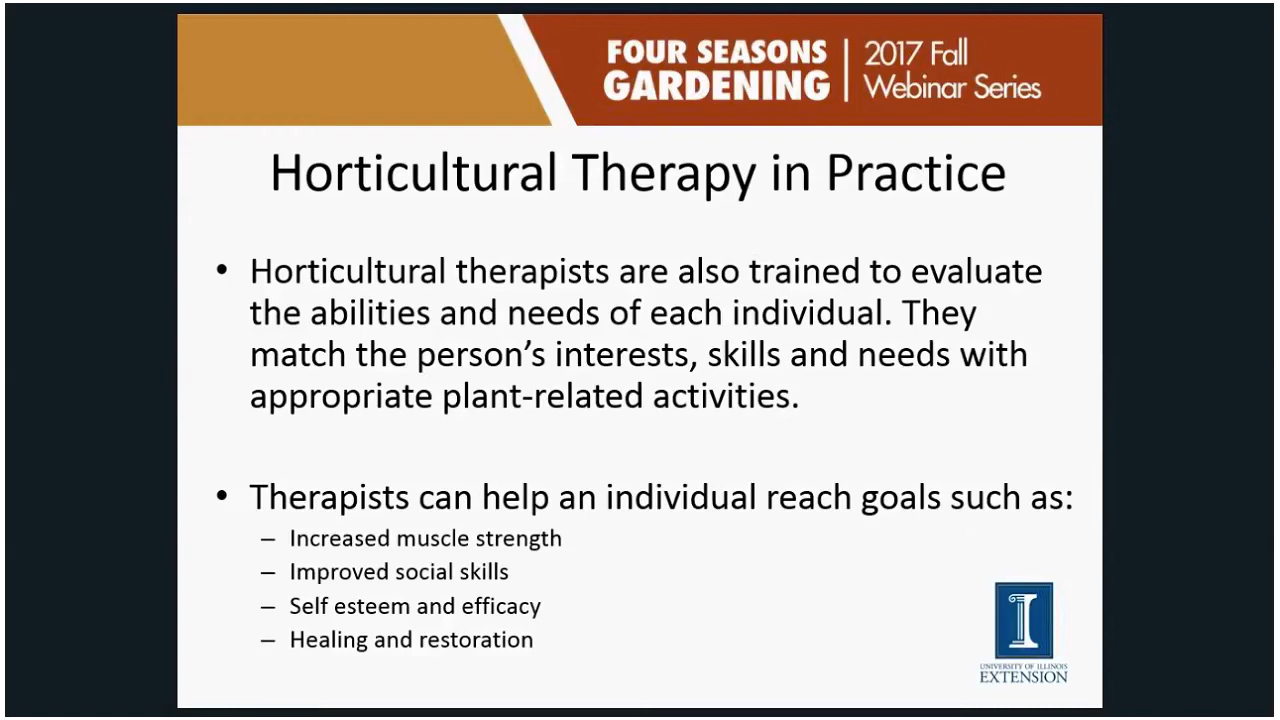 FOUR SEASONS
GARDENING
2017 Fall
Webinar Series
Horticultural Therapy in Practice
• Horticultural therapists are also trained to evaluate
the abilities and needs of each individual. They
match the person’s interests, skills and needs with
appropriate plant-related activities.
• Therapists can help an individual reach goals such as:
– Increased muscle strength
– Improved social skills
– Self esteem and efficacy
– Healing and restoration
I
UNIVERSITY OF ILLINOIS
EXTENSION